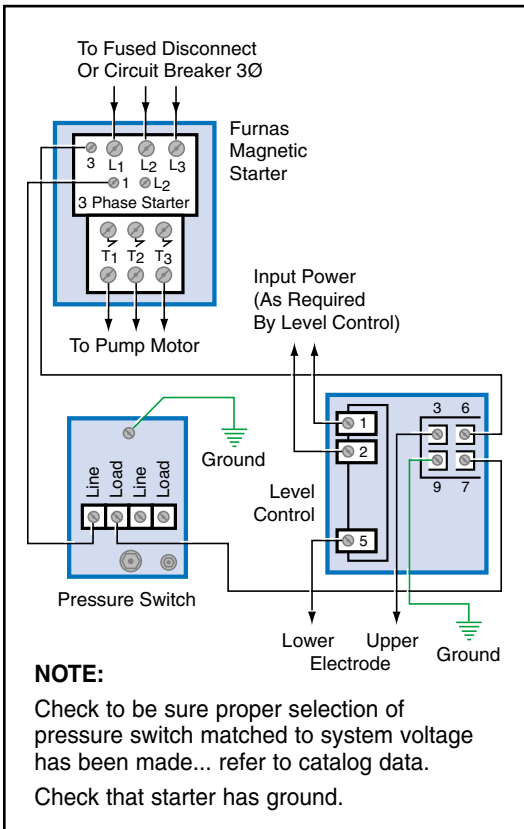 To Fused Disconnect
Or Circuit Breaker 3Ø
Furnas
Magnetic
Starter
3 L1 L2 L3
1 L2
3 Phase Starter
T1 T2 T3
To Pump Motor
Input Power
(As Required
By Level Control)
Ground
Line Load Line Load
Pressure Switch
1
2
5
Level
Control
3 6
9 7
Lower Upper
Electrode
Ground
NOTE:
Check to be sure proper selection of
pressure switch matched to system voltage
has been made... refer to catalog data.
Check that starter has ground.